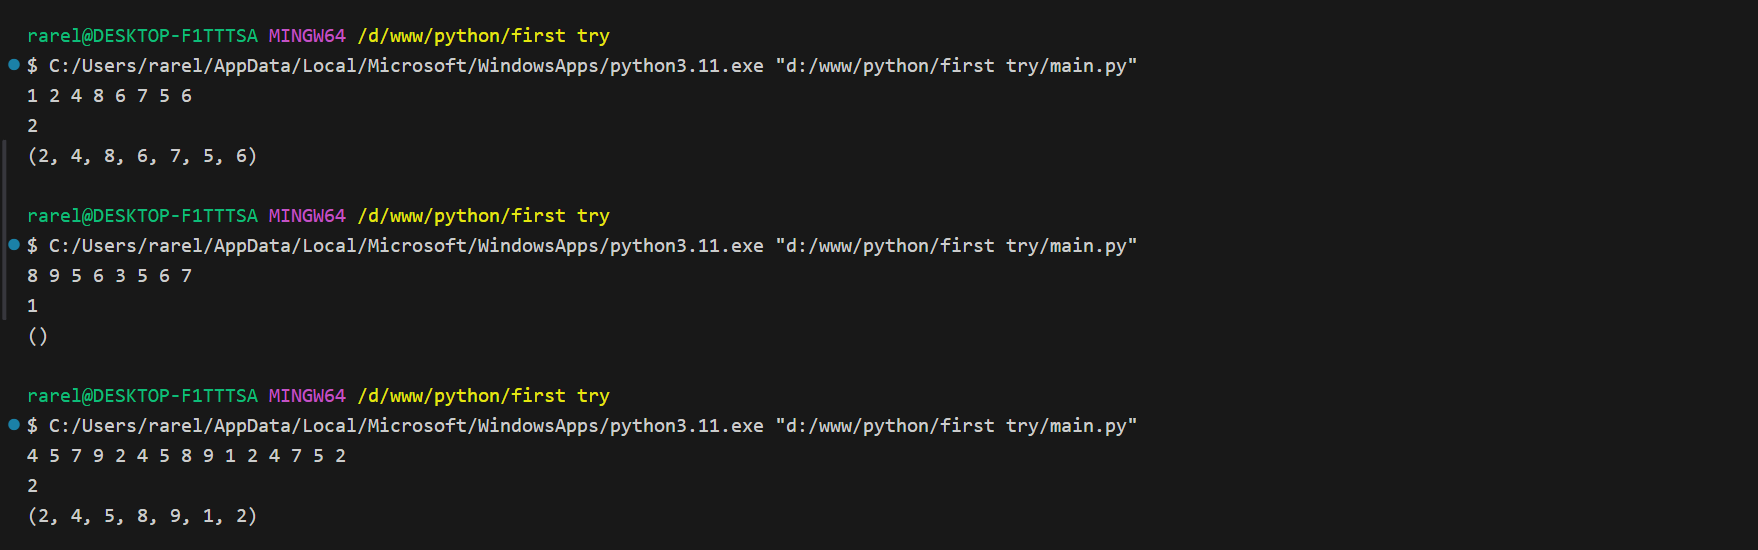 rarel@DESKTOP-F1TTTSA MINGW64 /d/www/python/first try
$ C:/Users/rarel/AppData/Local/Microsoft/WindowsApps/python3.11.exe "d:/www/python/first try/main.py"
1 2 4 8 6 7 5 6
2
(2, 4, 8, 6, 7, 5, 6)
rarel@DESKTOP-F1TTTSA MINGW64 /d/www/python/first try
$ C:/Users/rarel/AppData/Local/Microsoft/WindowsApps/python3.11.exe "d:/www/python/first try/main.py"
8 9 5 6 3 5 6 7
1
()
rarel@DESKTOP-F1TTTSA MINGW64 /d/www/python/first try
$ C:/Users/rarel/AppData/Local/Microsoft/WindowsApps/python3.11.exe "d:/www/python/first try/main.py"
4 5 7 9 2 4 5 8 9 1 2 4 7 5 2
2
(2, 4, 5, 8, 9, 1, 2)